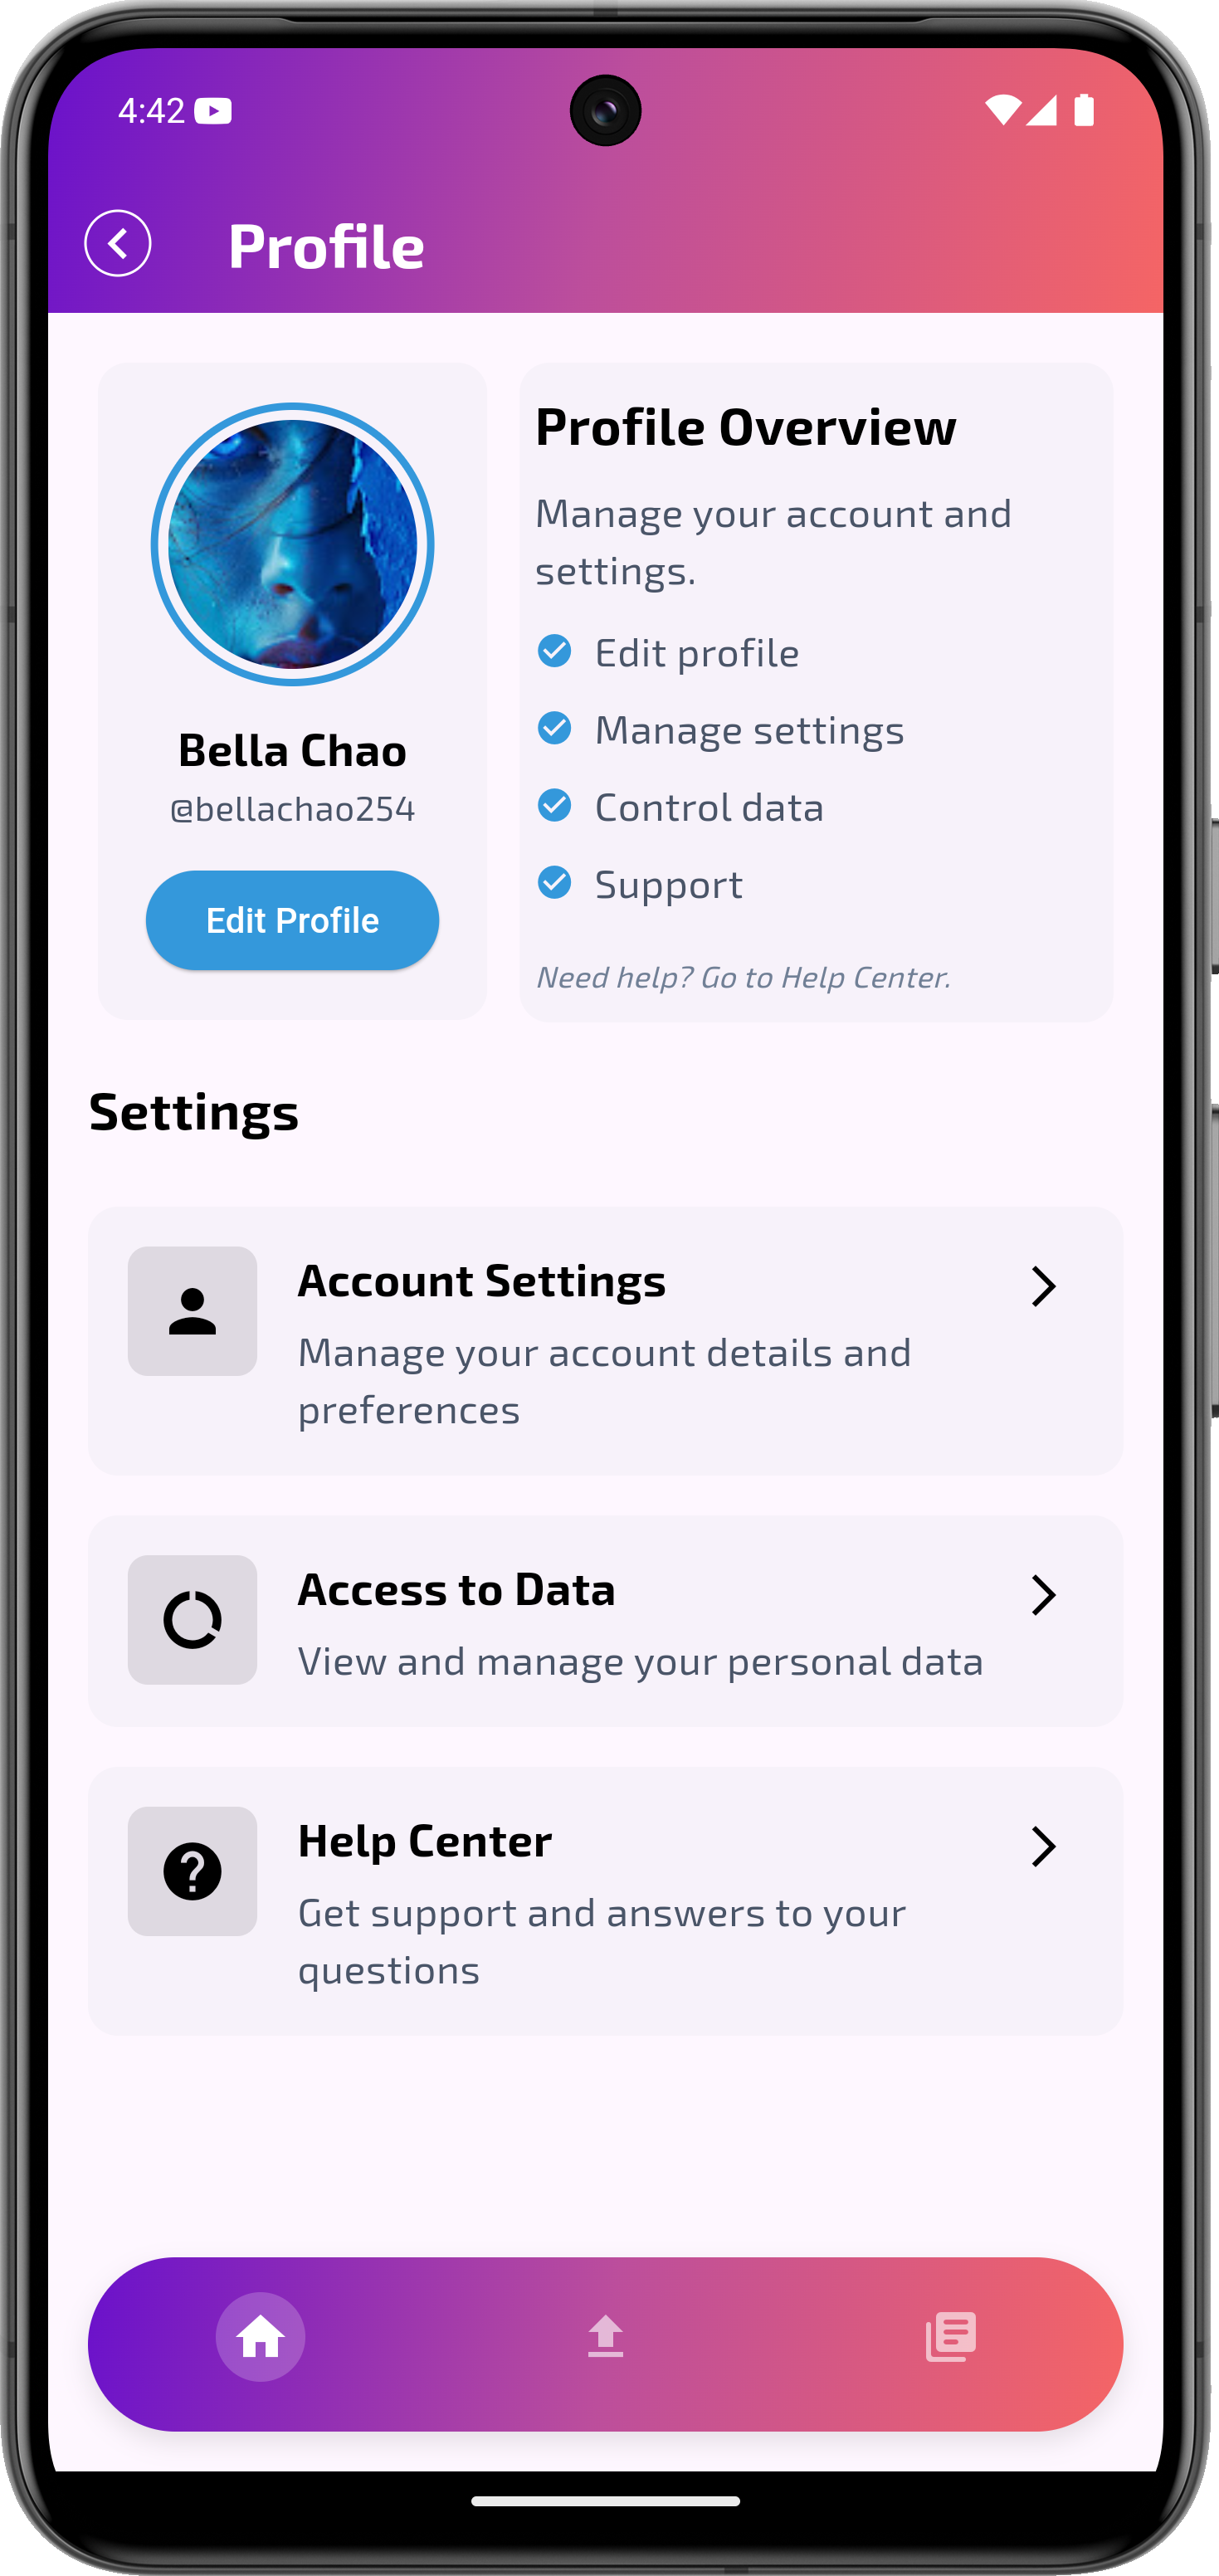 4:42
Profile
Bella Chao
@bellachao254
Edit Profile
Profile Overview
Manage your account and
settings.
Edit profile
Manage settings
Control data
Support
Need help? Go to Help Center.
Settings
Account Settings
Manage your account details and
preferences
Access to Data
View and manage your personal data
Help Center
Get support and answers to your
questions